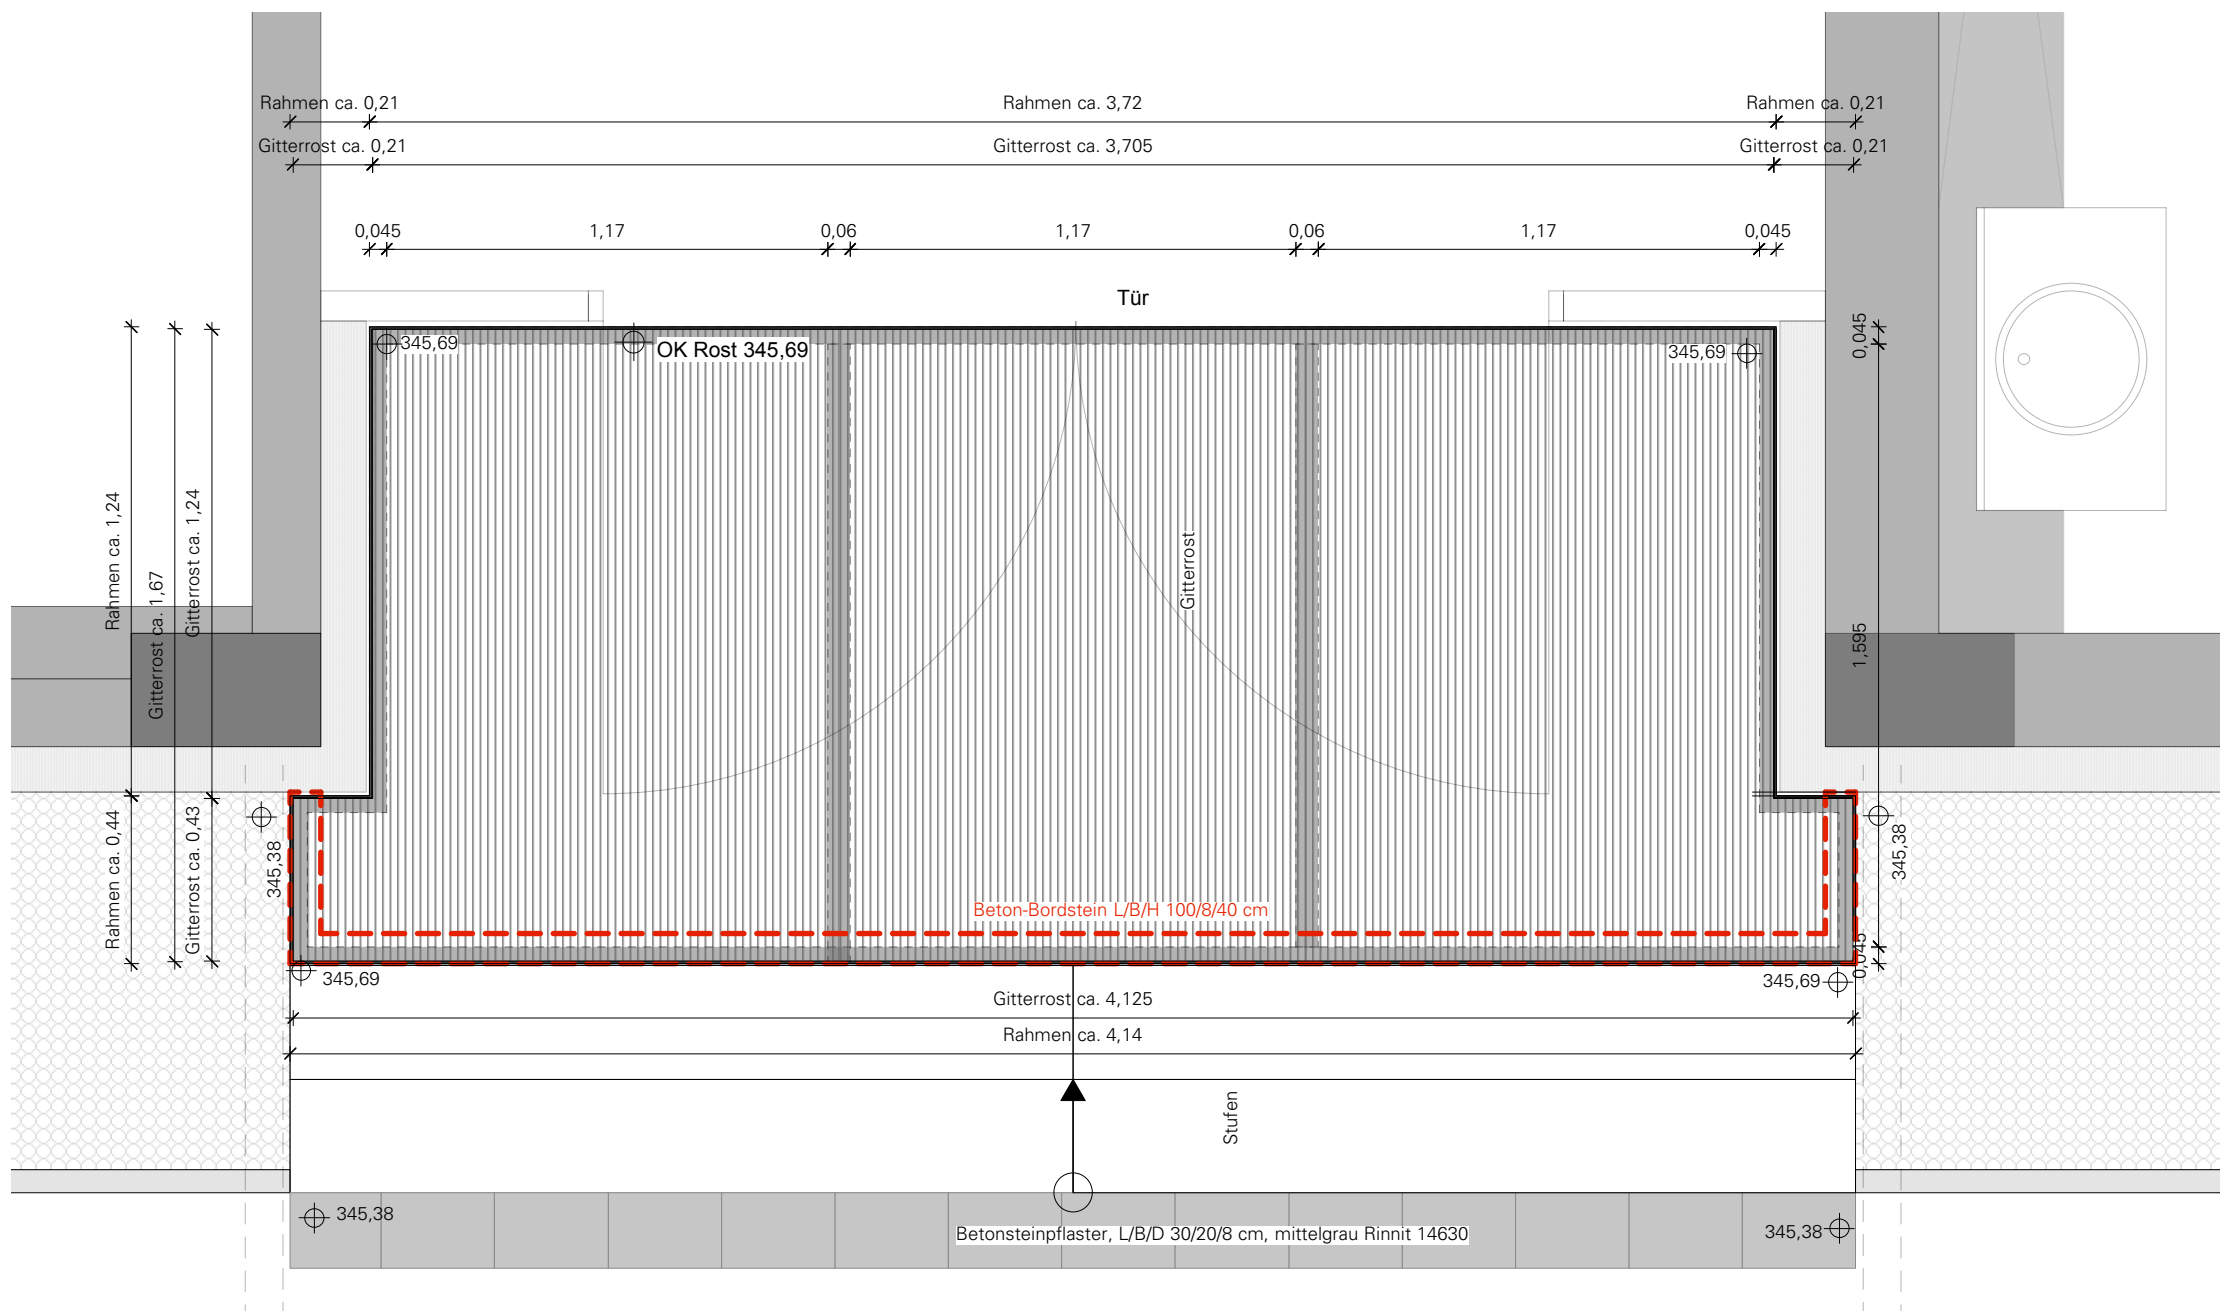 Rahmen ca. 0,21
Rahmen ca. 3,72
Rahmen ca. 0,21
Gitterrost ca. 0,21
Gitterrost ca. 3,705
Gitterrost ca. 0,21
0,045
1,17
0,06
1,17
0,06
1,17
0,045
Tür
345,69
OK Rost 345,69
345,69
0,045
Rahmen ca. 1,24
Gitterrost ca. 1,67
Gitterrost ca. 1,24
Gitterrost
1,595
Rahmen ca. 0,44
Gitterrost ca. 0,43
345,38
345,38
Beton-Bordstein L/B/H 100/8/40 cm
0,045
345,69
345,69
Gitterrost ca. 4,125
Rahmen ca. 4,14
Stufen
345,38
Betonsteinpflaster, L/B/D 30/20/8 cm, mittelgrau Rinnit 14630
345,38